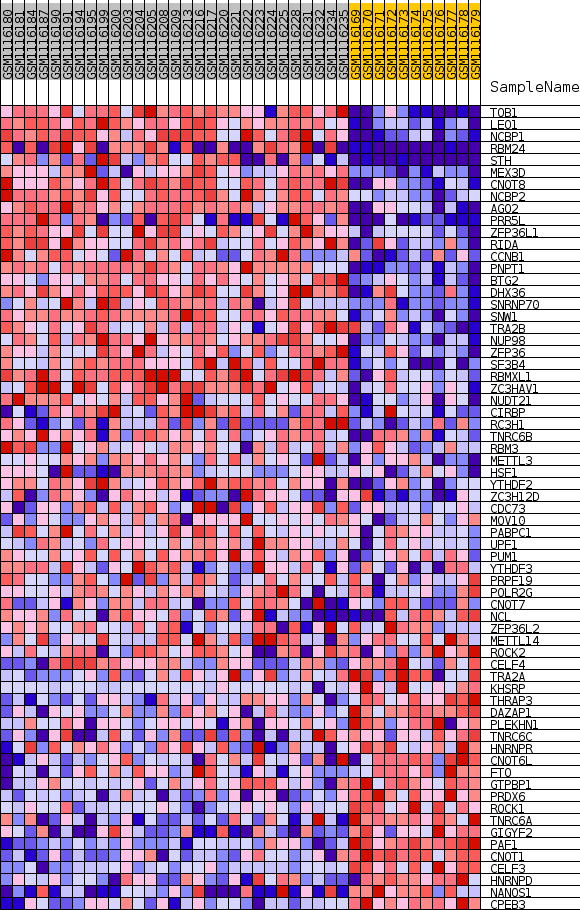 GSM1116180
GSM1116181
GSM1116184
GSM1116190
GSM1116191
GSM1116194
GSM1116195
GSM1116199
GSM1116200
GSM1116203
GSM1116204
GSM1116205
GSM1116208
GSM1116209
GSM1116213
GSM1116216
GSM1116217
GSM1116220
GSM1116221
GSM1116222
GSM1116223
GSM1116224
GSM1116225
GSM1116228
GSM1116231
GSM1116232
GSM1116234
GSM1116235
GSM1116169
GSM1116170
GSM1116171
GSM1116172
GSM1116173
GSM1116174
GSM1116175
GSM1116176
GSM1116177
GSM1116178
GSM1116179
SampleName
TOB1
LEO1
NCBP1
RBM24
STH
MEX3D
CNOT8
NCBP2
AGO2
PRR5L
ZFP36L1
RIDA
CCNB1
PNPT1
BTG2
DHX36
SNRNP70
SNW1
TRA2B
NUP98
ZFP36
SF3B4
RBMXL1
ZC3HAV1
NUDT21
CIRBP
RC3H1
TNRC6B
RBM3
METTL3
HSF1
YTHDF2
ZC3H12D
CDC73
MOV10
PABPC1
UPF1
PUM1
YTHDF3
PRPF19
POLR2G
CNOT7
NCL
ZFP36L2
METTL14
ROCK2
CELF4
TRA2A
KHSRP
THRAP3
DAZAP1
PLEKHN1
TNRC6C
HNRNPR
CNOT6L
FTO
GTPBP1
PRDX6
ROCK1
TNRC6A
GIGYF2
PAF1
CNOT1
CELF3
HNRNPD
NANOS1
CPEB3